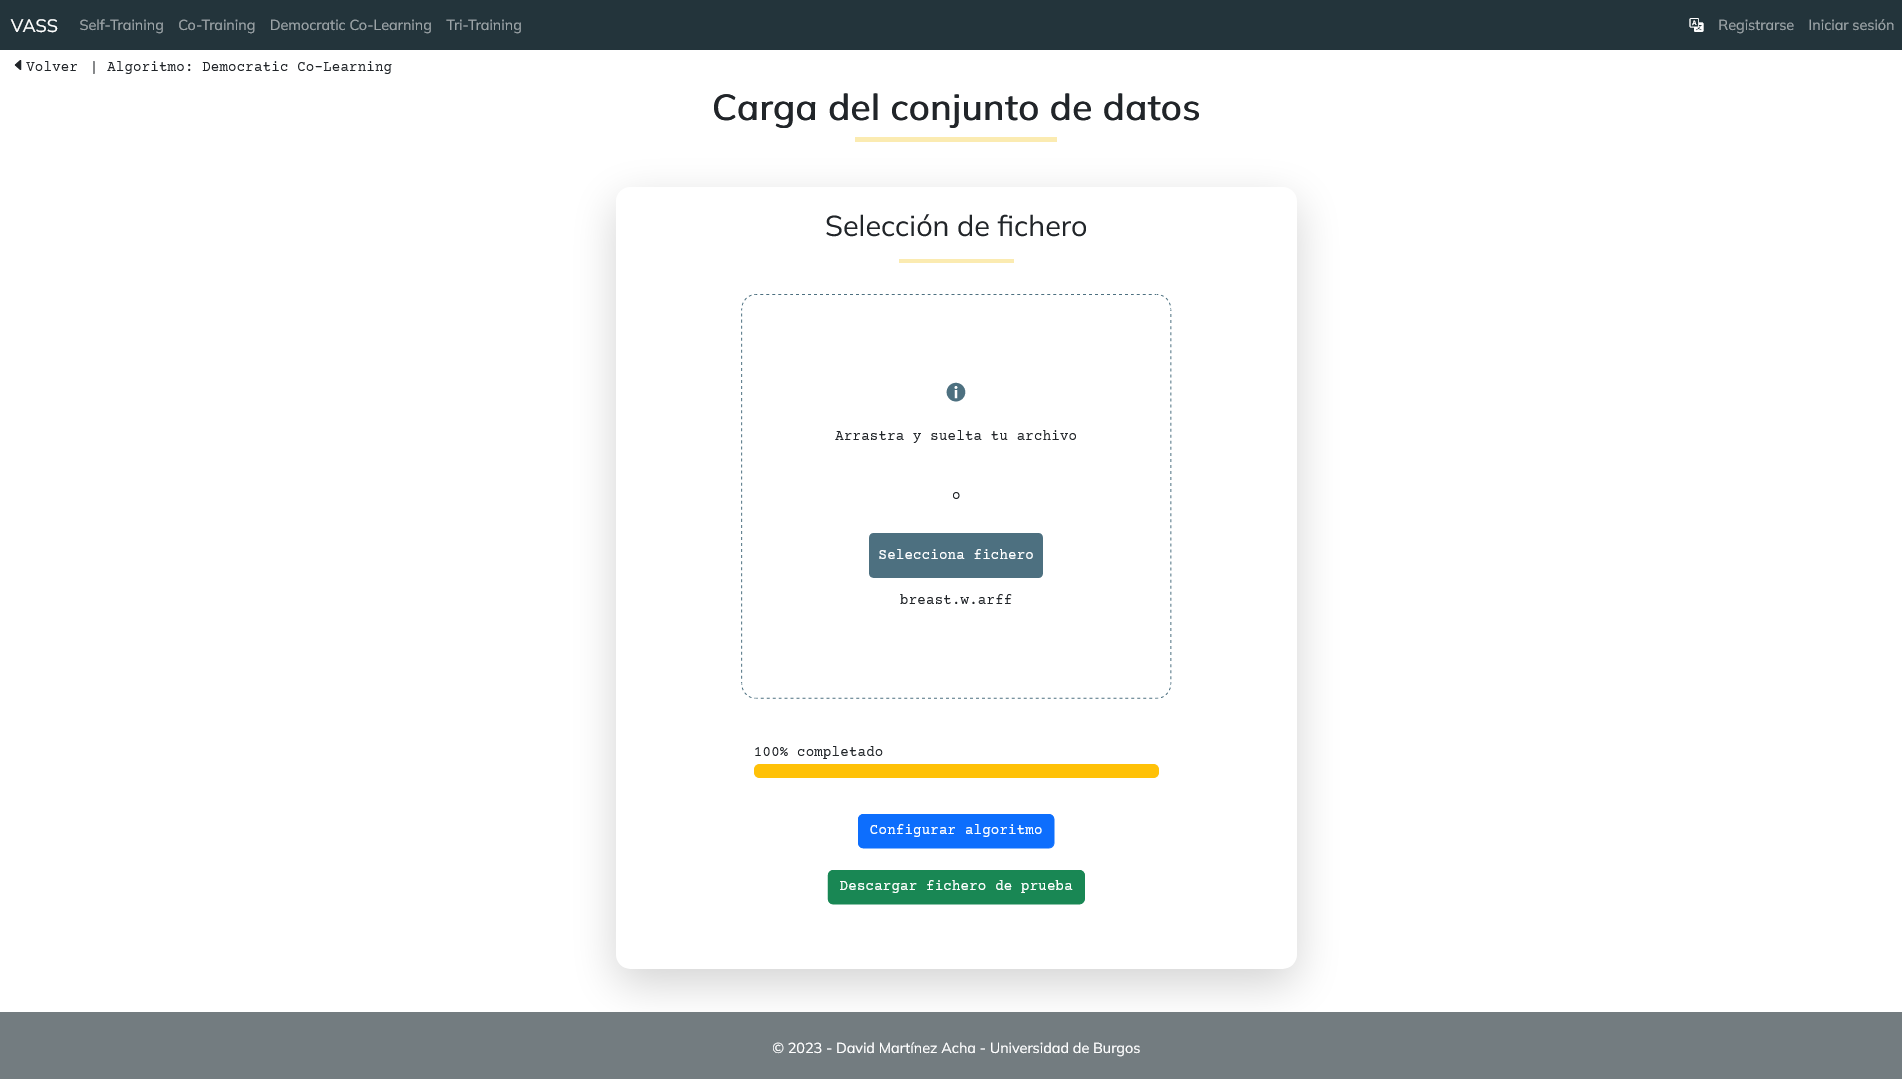 VASS Self-Training Co-Training Democratic Co-Learning Tri-Training Registrarse Iniciar sesión
Volver | Algoritmo: Democratic Co-Learning
Carga del conjunto de datos
Selección de fichero
Arrastra y suelta tu archivo
o
Selecciona fichero
breast.w.arff
100% completado
Configurar algoritmo
Descargar fichero de prueba
© 2023 - David Martínez Acha - Universidad de Burgos